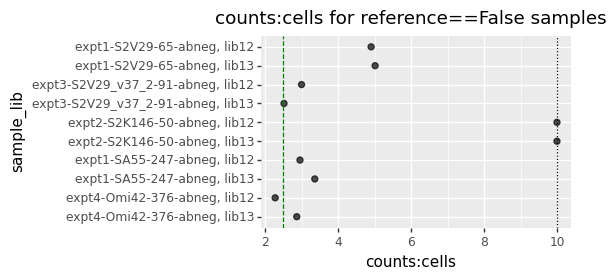 counts:cells for reference==False samples
sample_lib
expt1-S2V29-65-abneg, lib12
expt1-S2V29-65-abneg, lib13
expt3-S2V29_v37_2-91-abneg, lib12
expt3-S2V29_v37_2-91-abneg, lib13
expt2-S2K146-50-abneg, lib12
expt2-S2K146-50-abneg, lib13
expt1-SA55-247-abneg, lib12
expt1-SA55-247-abneg, lib13
expt4-Omi42-376-abneg, lib12
expt4-Omi42-376-abneg, lib13
2 4 6 8 10
counts:cells